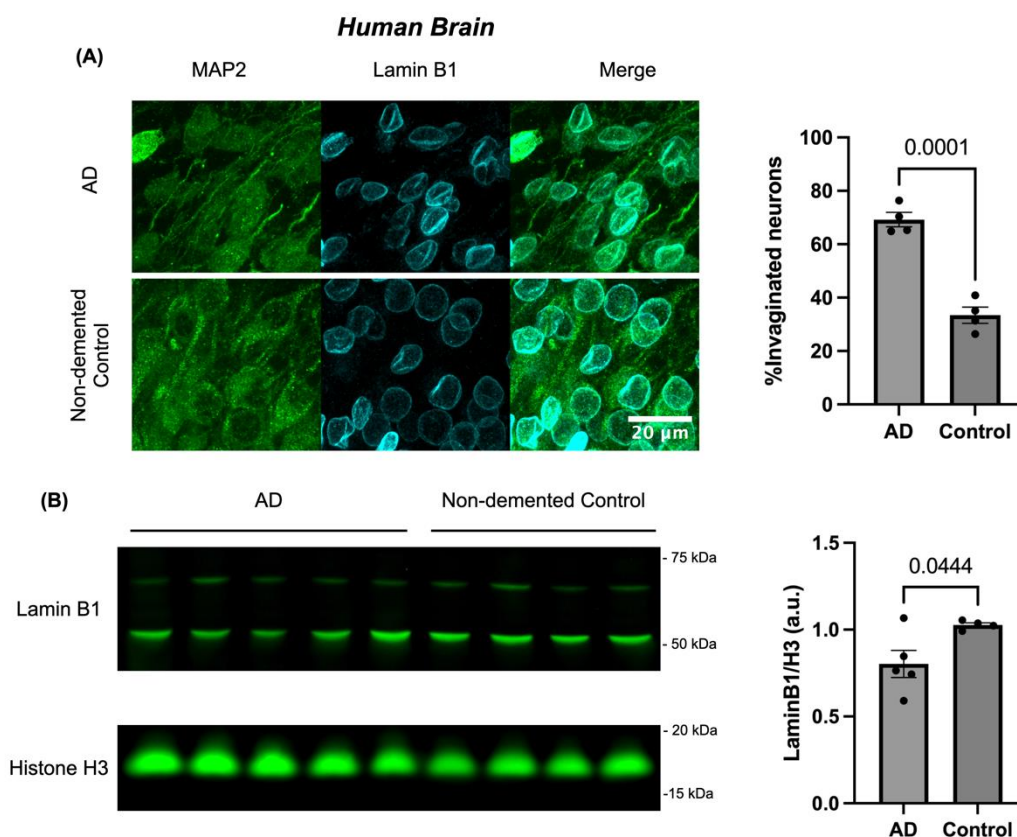 Human Brain
(A)
MAP2
Lamin B1
Merge
AD
Non-demented
Control
20 µm
100
80
60
40
20
0
%Invaginated neurons
0.0001
AD
Control
(B)
AD
Non-demented Control
Lamin B1
- 75 kDa
- 50 kDa
Histone H3
- 20 kDa
-15 kDa
1.5
1.0
0.5
0.0
LaminB1/H3 (a.u.)
0.0444
AD
Control